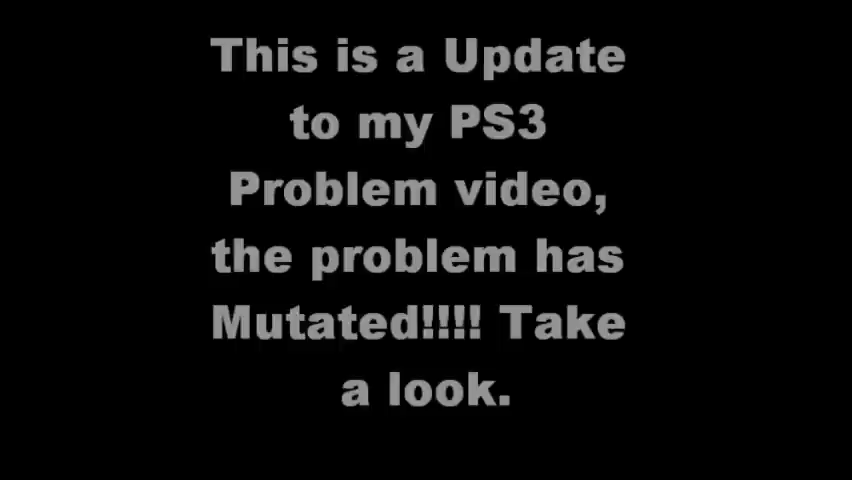 This is a Update
to my PS3
Problem video,
the problem has
Mutated!!!! Take
a look.